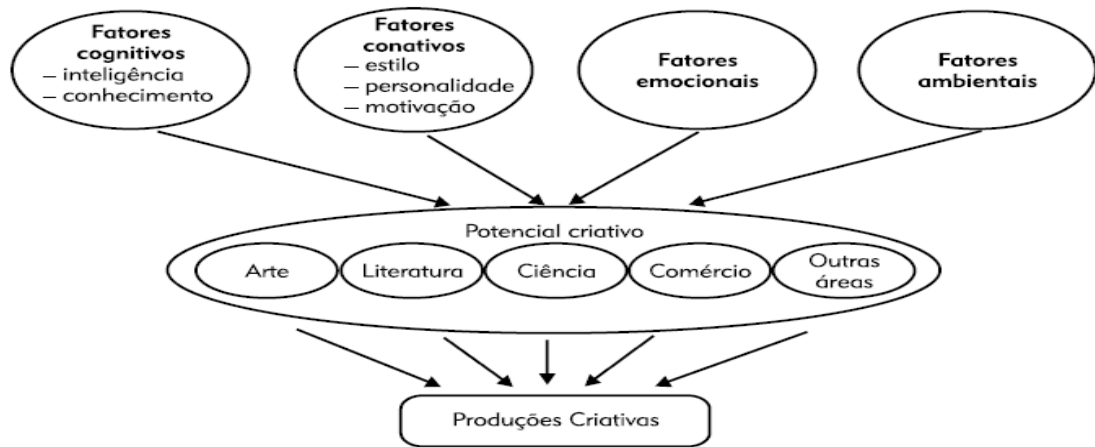 Fatores
cognitivos
– inteligência
– conhecimento
Fatores
conativos
– estilo
– personalidade
– motivação
Fatores
emocionais
Fatores
ambientais
Potencial criativo
Arte
Literatura
Ciência
Comércio
Outras
áreas
Produções Criativas